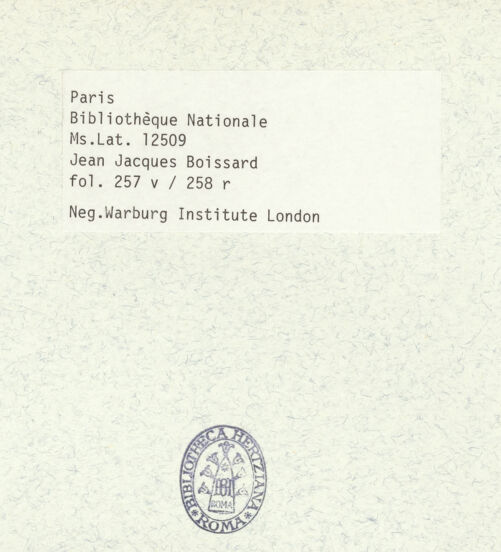 Paris
Bibliothèque Nationale
Ms.Lat. 12509
Jean Jacques Boissard
fol. 257 v / 258 r
Neg.Warburg Institute London
BIBLIOTHECA HERTZIANA
ROMA
ROMA